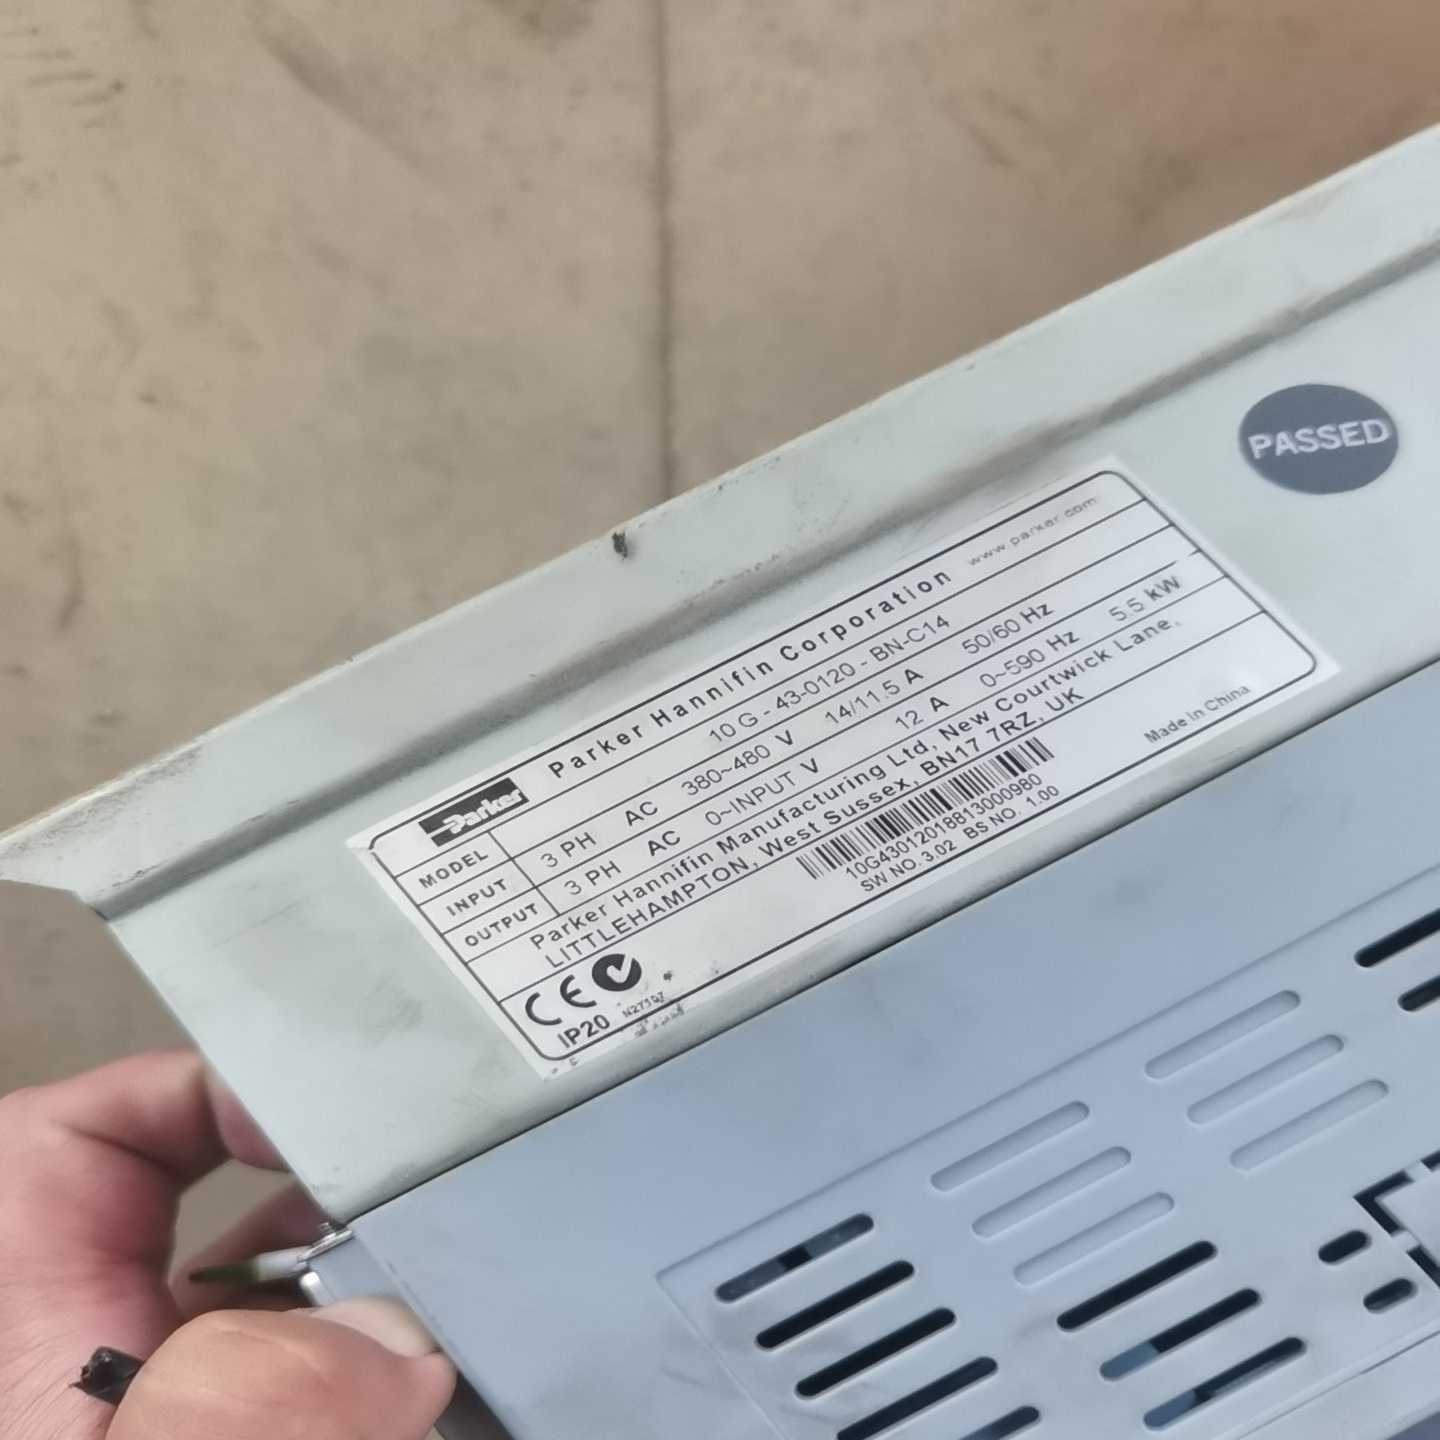 PASSED
Parker Parker Hannifin Corporation www.parker.com
MODEL 10 G - 43-0120 - BN-C14
INPUT 3 PH AC 380~480 V 14/11.5 A 50/60 Hz
OUTPUT 3 PH AC 0~INPUT V 12 A 0~590 Hz 5.5 kW
Parker Hannifin Manufacturing Ltd, New Courtwick Lane,
LITTLEHAMPTON, West Sussex, BN17 7RZ, UK
CE
10G43012018813000980
Made in China
IP20
SW NO. 3.02 BS NO. 1.00